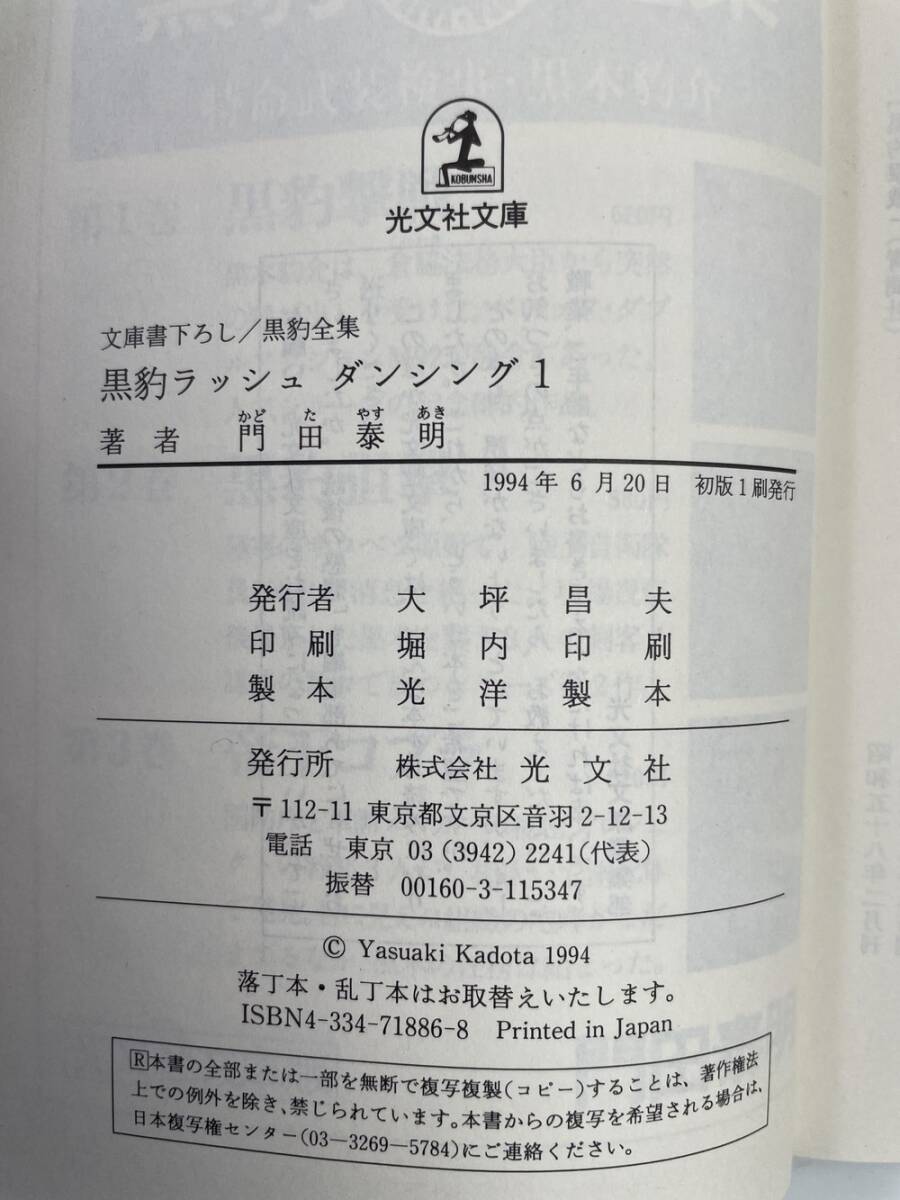 KOBUNSHA
光文社文庫
文庫書下ろし／黒豹全集
黒豹ラッシュ ダンシング1
かど た やす あき
著者 門田泰明
1994年6月20日 初版1刷発行
発行者 大坪昌夫
印刷 堀内印刷
製本 光洋製本
発行所 株式会社 光文社
〒112-11 東京都文京区音羽2-12-13
電話 東京 03 (3942) 2241(代表)
振替 00160-3-115347
© Yasuaki Kadota 1994
落丁本・乱丁本はお取替えいたします。
ISBN4-334-71886-8 Printed in Japan
Ⓡ本書の全部または一部を無断で複写複製(コピー)することは、著作権法
上での例外を除き、禁じられています。本書からの複写を希望される場合は、
日本複写権センター(03—3269—5784)にご連絡ください。
昭和五十八年二月刊